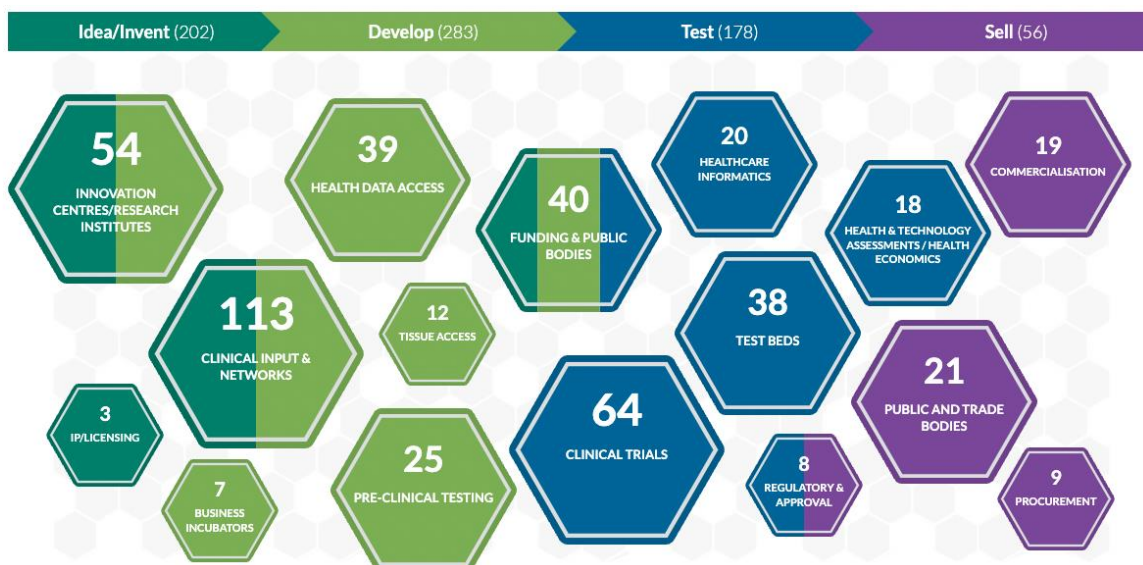 Idea/Invent (202)
Develop (283)
Test (178)
Sell (56)
54
INNOVATION
CENTRES/RESEARCH
INSTITUTES
39
HEALTH DATA ACCESS
40
FUNDING & PUBLIC
BODIES
20
HEALTHCARE
INFORMATICS
18
HEALTH & TECHNOLOGY
ASSESSMENTS / HEALTH
ECONOMICS
19
COMMERCIALISATION
113
CLINICAL INPUT &
NETWORKS
12
TISSUE ACCESS
38
TEST BEDS
3
IP/LICENSING
7
BUSINESS
INCUBATORS
25
PRE-CLINICAL TESTING
64
CLINICAL TRIALS
8
REGULATORY &
APPROVAL
21
PUBLIC AND TRADE
BODIES
9
PROCUREMENT